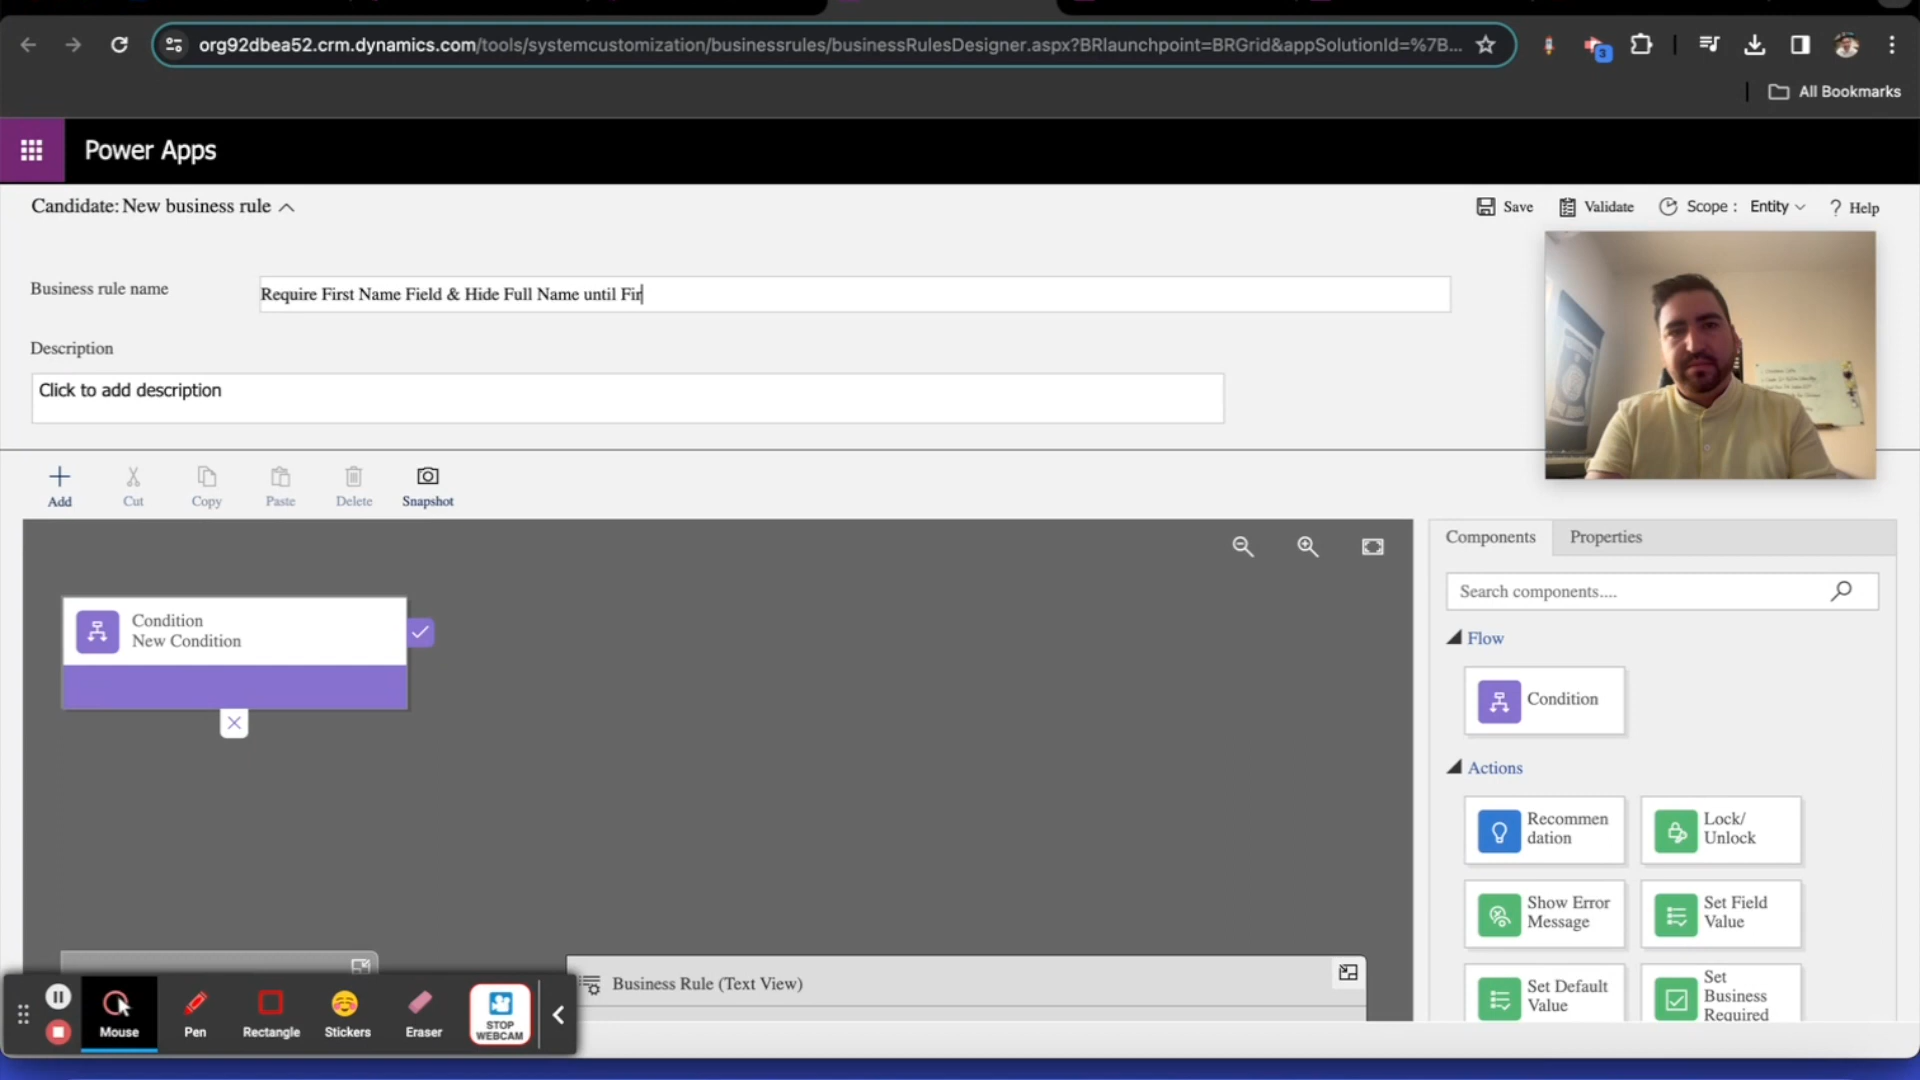 org92dbea52.crm.dynamics.com/tools/systemcustomization/businessrules/businessRulesDesigner.aspx?BRlaunchpoint=BRGrid&appSolutionId=%7B...
3
All Bookmarks
Power Apps
Candidate: New business rule
Save
Validate
Scope :
Entity
? Help
Business rule name
Require First Name Field & Hide Full Name until Fir
Description
Click to add description
Add
Cut
Copy
Paste
Delete
Snapshot
Components
Properties
Search components....
Condition
New Condition
Flow
Condition
Actions
Recommen
dation
Lock/
Unlock
Show Error
Message
Set Field
Value
Set Default
Value
Set
Business
Required
Business Rule (Text View)
Mouse
Pen
Rectangle
Stickers
Eraser
STOP
WEBCAM